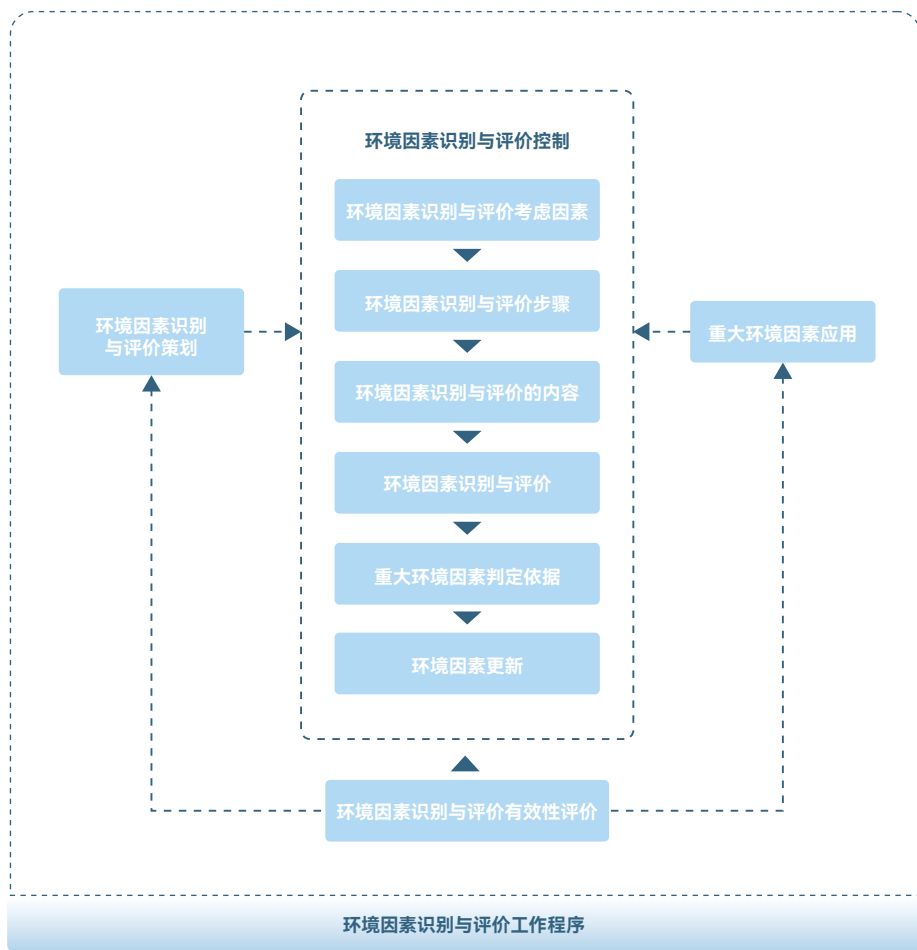 环境因素识别与评价控制
环境因素识别与评价考虑因素
环境因素识别与评价步骤
环境因素识别
与评价策划
重大环境因素应用
环境因素识别与评价的内容
环境因素识别与评价
重大环境因素判定依据
环境因素更新
环境因素识别与评价有效性评价
环境因素识别与评价工作程序